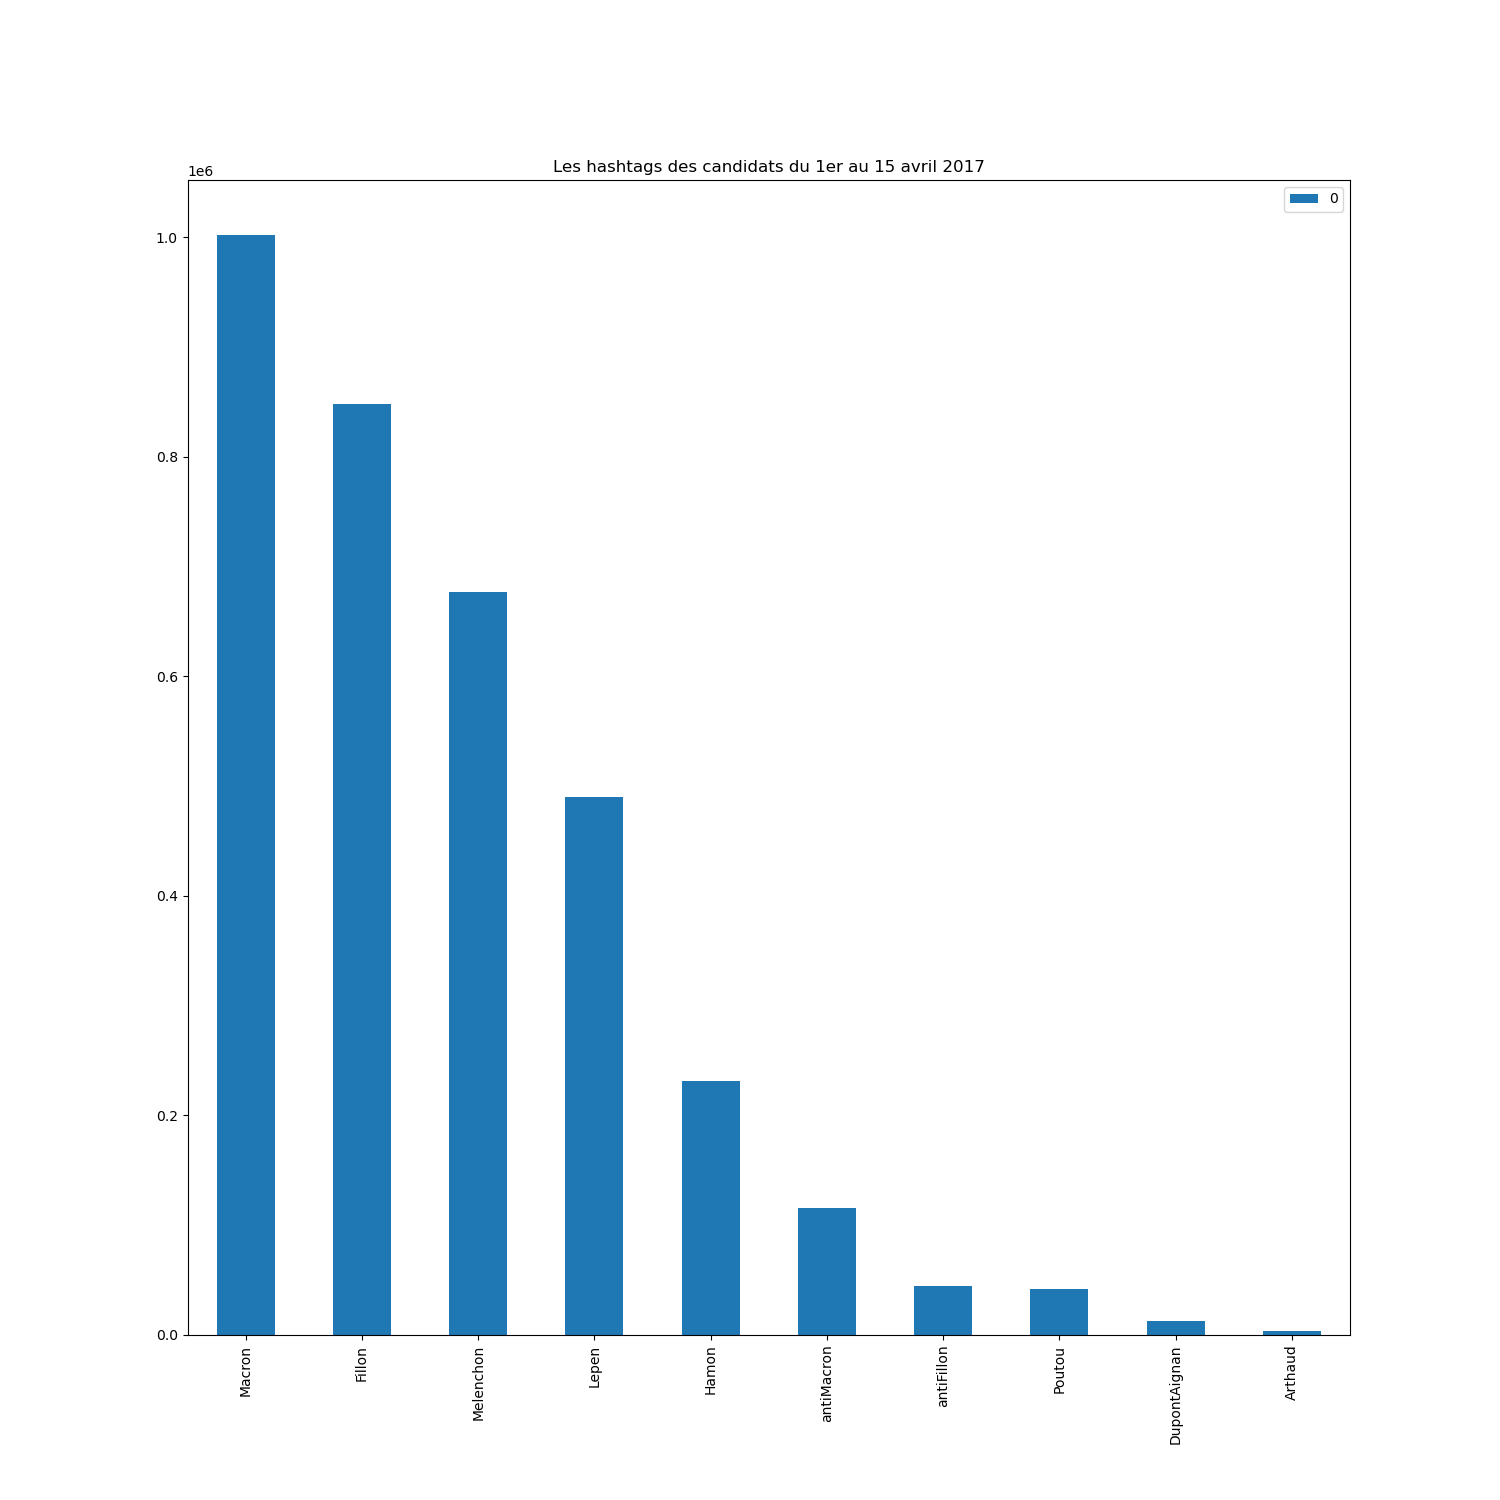 Les hashtags des candidats du 1er au 15 avril 2017
1e6
0
1.0
0.8
0.6
0.4
0.2
0.0
Macron
Fillon
Melenchon
Lepen
Hamon
antiMacron
antiFillon
Poutou
DupontAignan
Arthaud